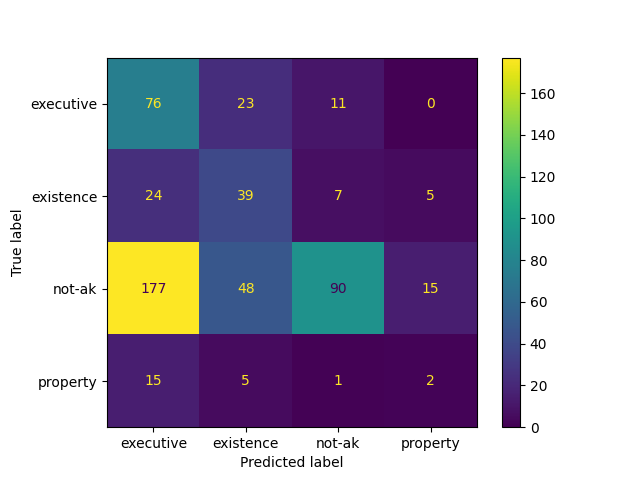 executive 76 23 11 0
existence 24 39 7 5
not-ak 177 48 90 15
property 15 5 1 2
executive existence not-ak property
Predicted label
True label
160
140
120
100
80
60
40
20
0